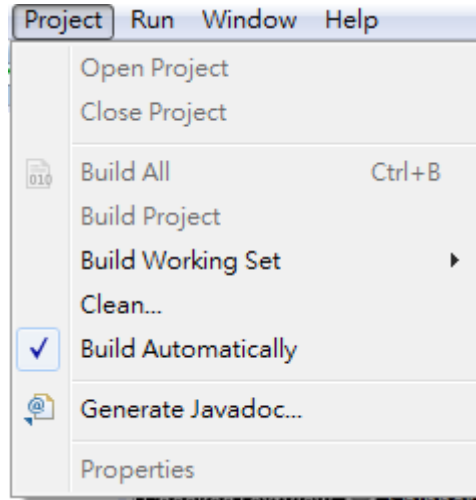 Project Run Window Help
Open Project
Close Project
Build All Ctrl+B
Build Project
Build Working Set
Clean...
Build Automatically
Generate Javadoc...
Properties